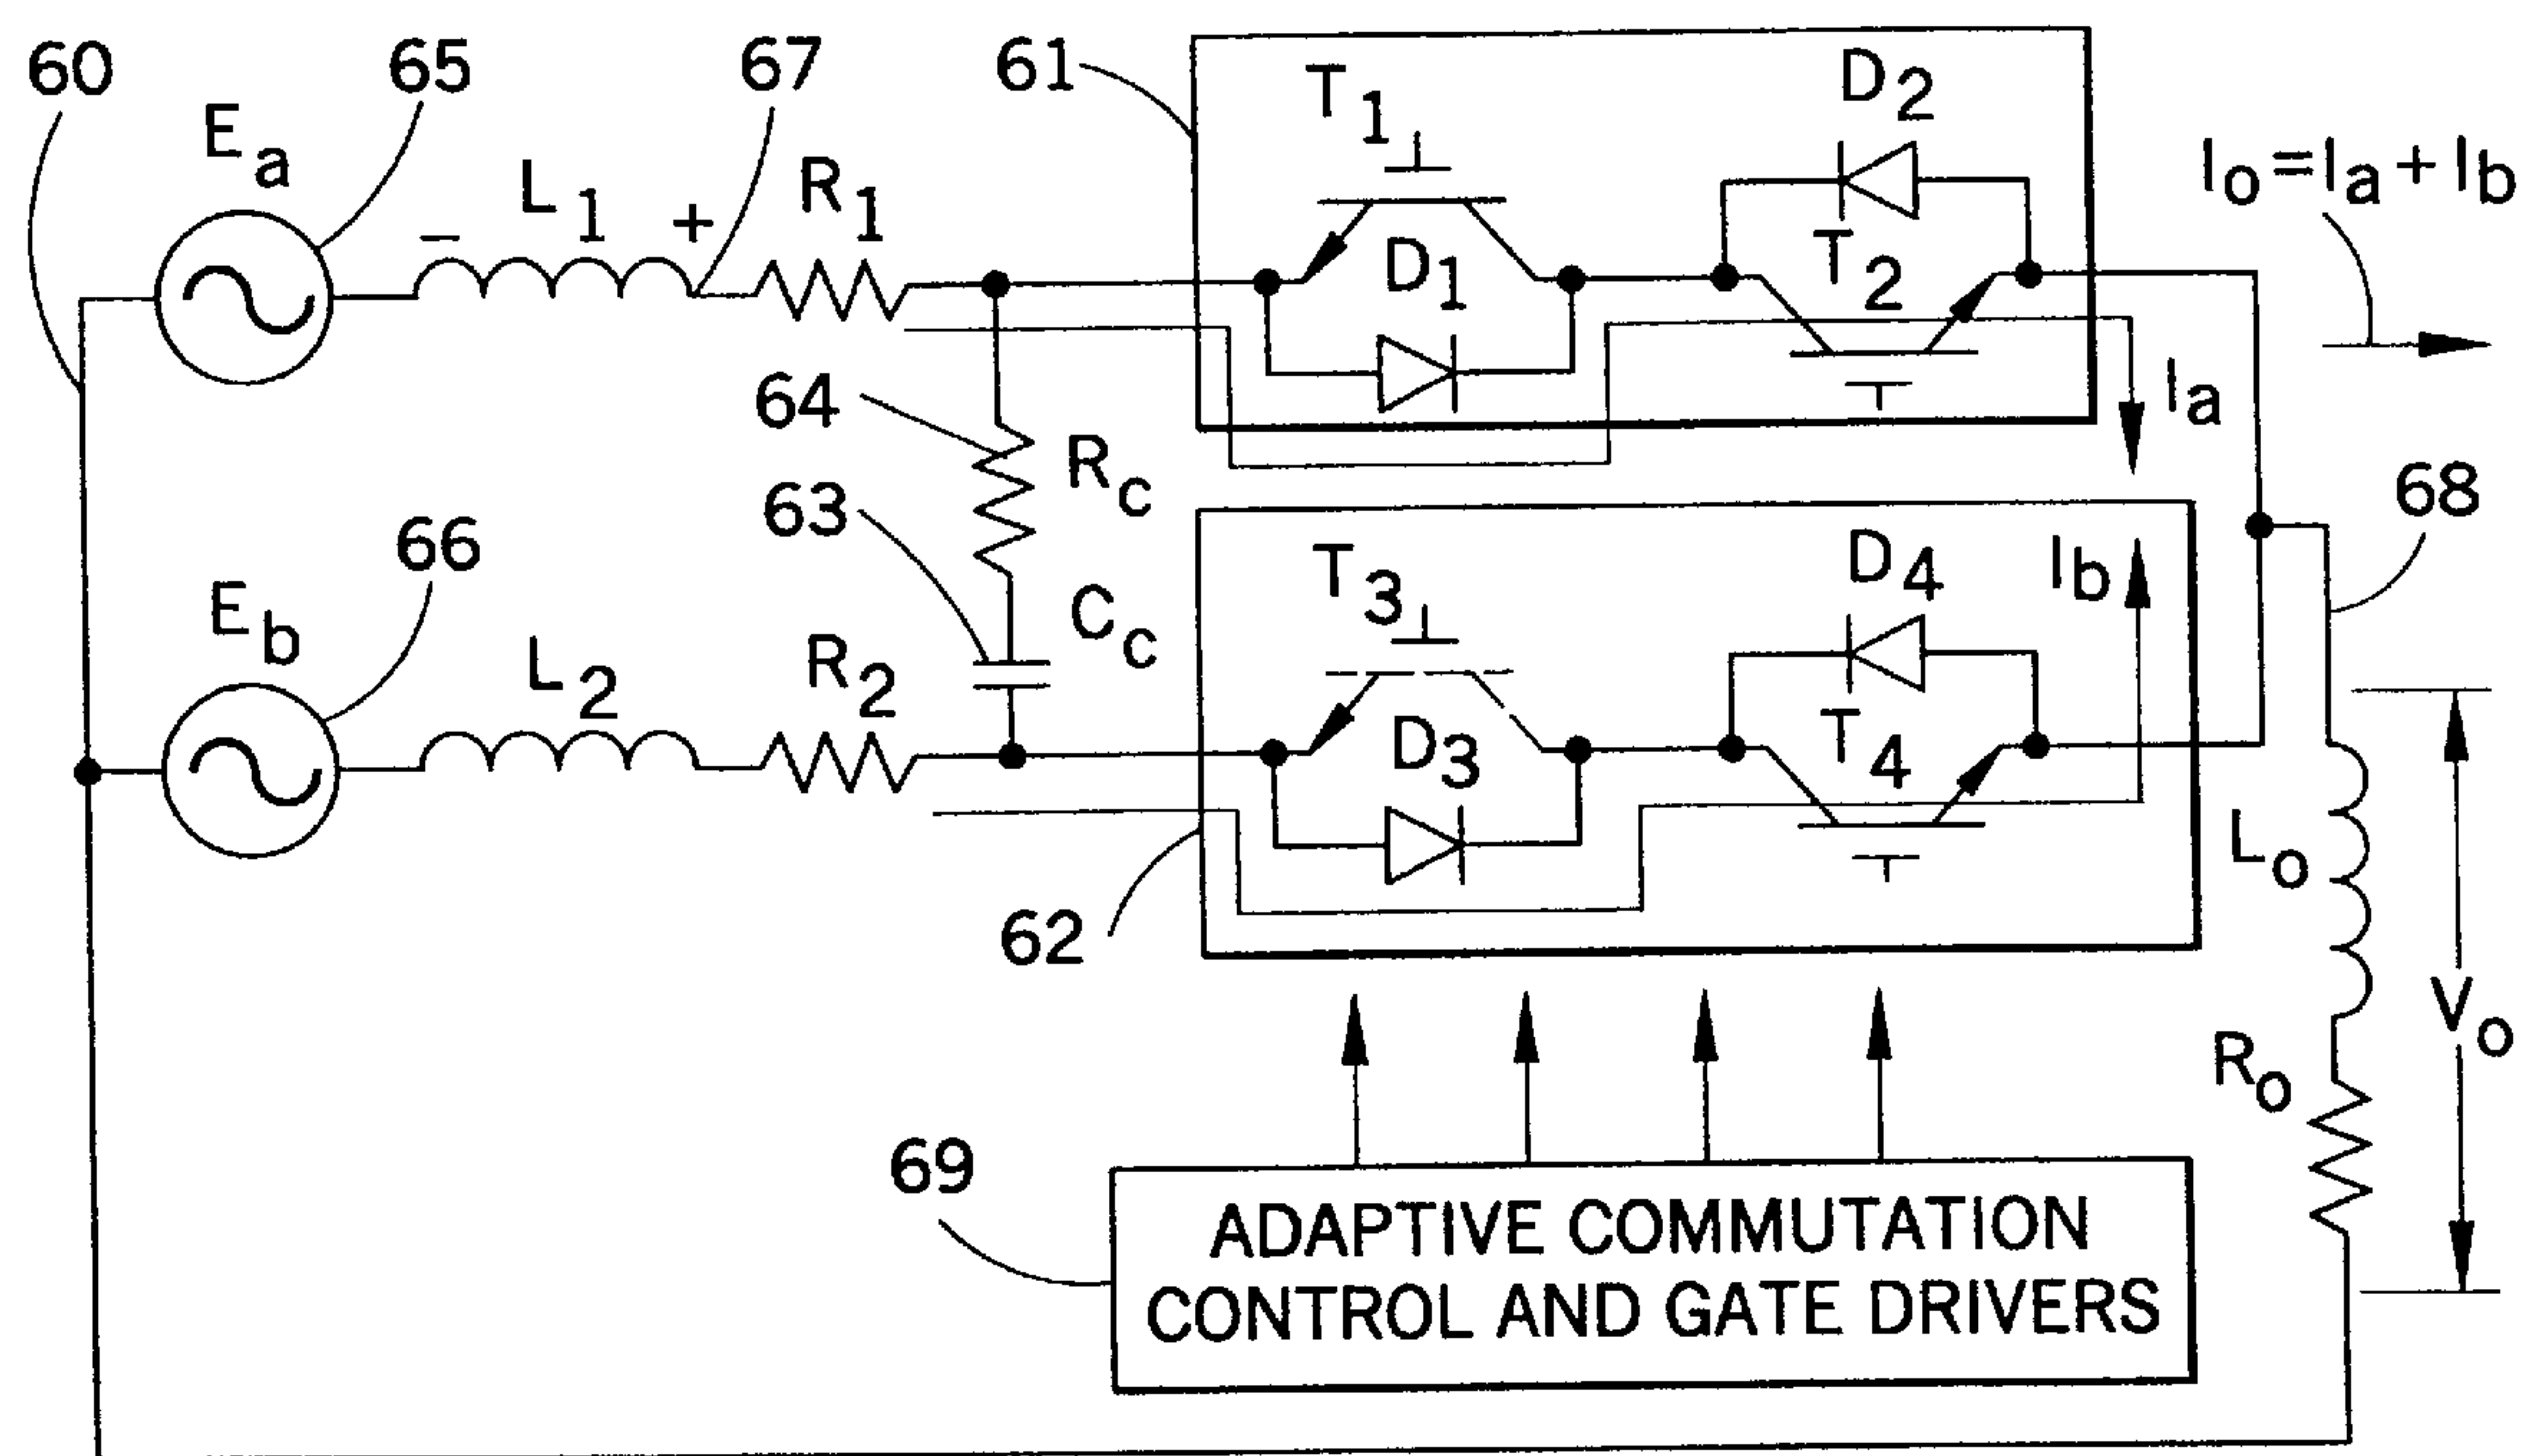 60
65
67
61
T1
D2
Ea
L1
R1
Io=Ia+Ib
−
+
D1
T2
64
Ia
Rc
63
68
66
T3
D4
Ib
Eb
Cc
L2
R2
D3
T4
Lo
62
Vo
Ro
69
ADAPTIVE COMMUTATION
CONTROL AND GATE DRIVERS